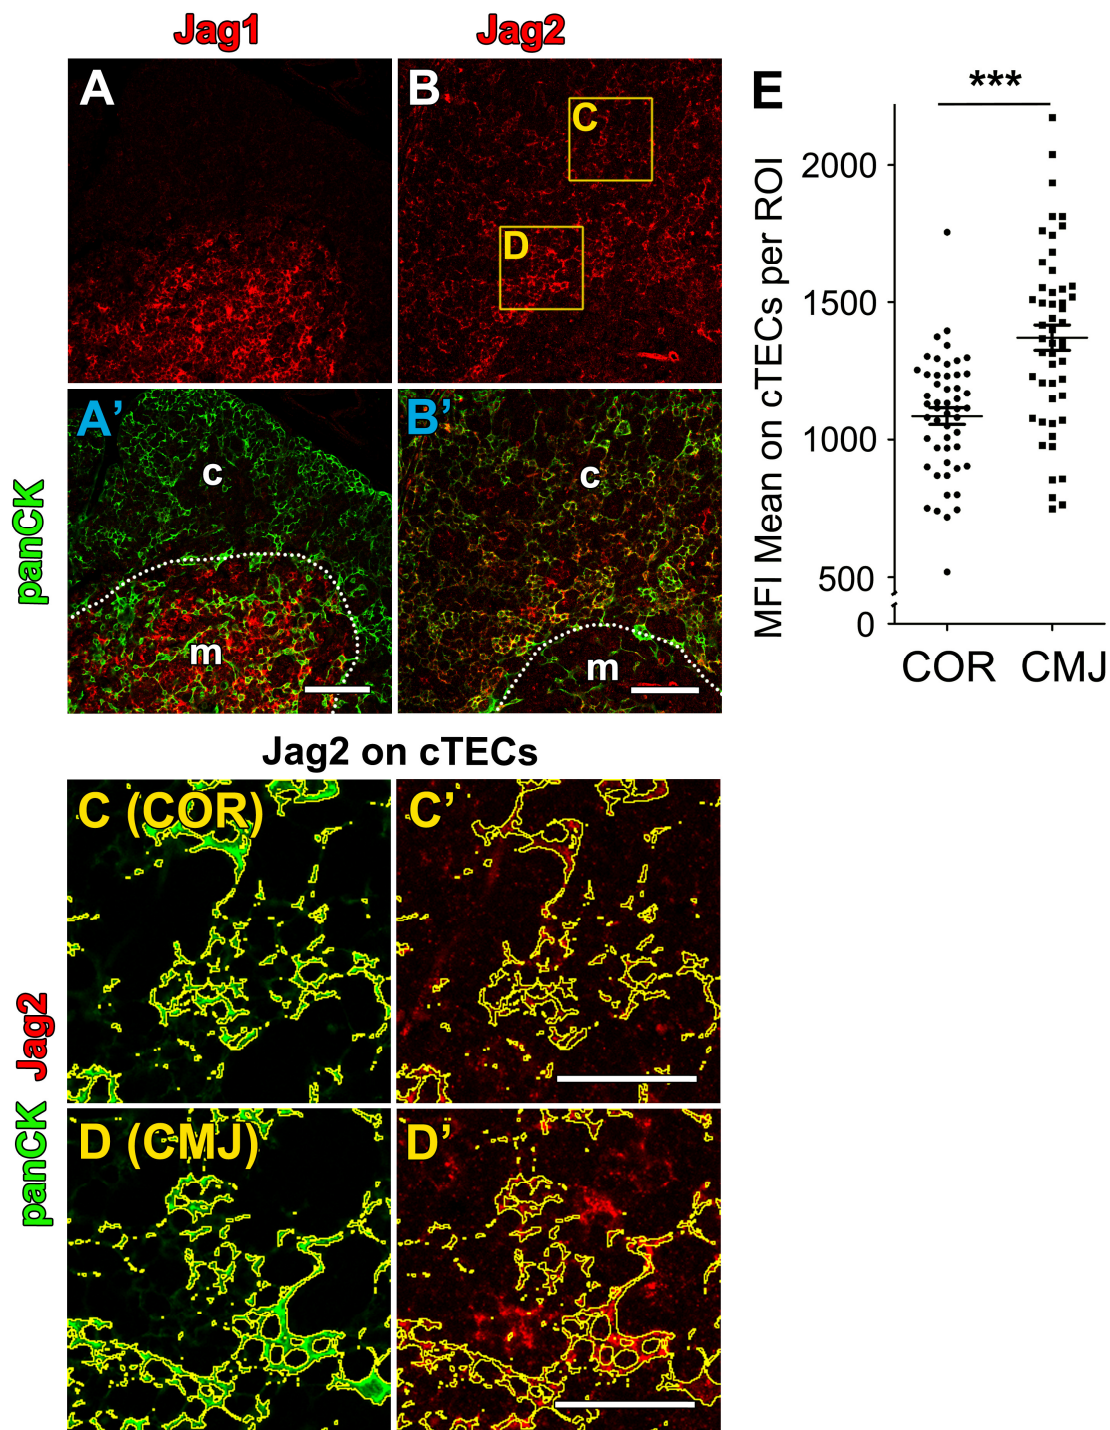 Jag1
Jag2
A
B
C
D
A’
B’
c
m
c
m
panCK
E
***
MFI Mean on cTECs per ROI
2000
1500
1000
500
0
COR
CMJ
Jag2 on cTECs
C (COR)
C’
D (CMJ)
D’
panCK Jag2